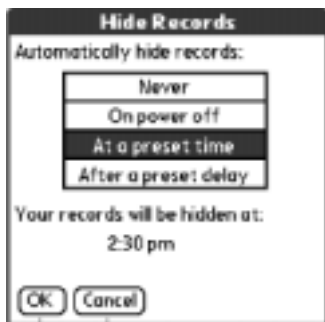 Hide Records
Automatically hide records:
Never
On power off
At a preset time
After a preset delay
Your records will be hidden at:
2:30 pm
OK Cancel